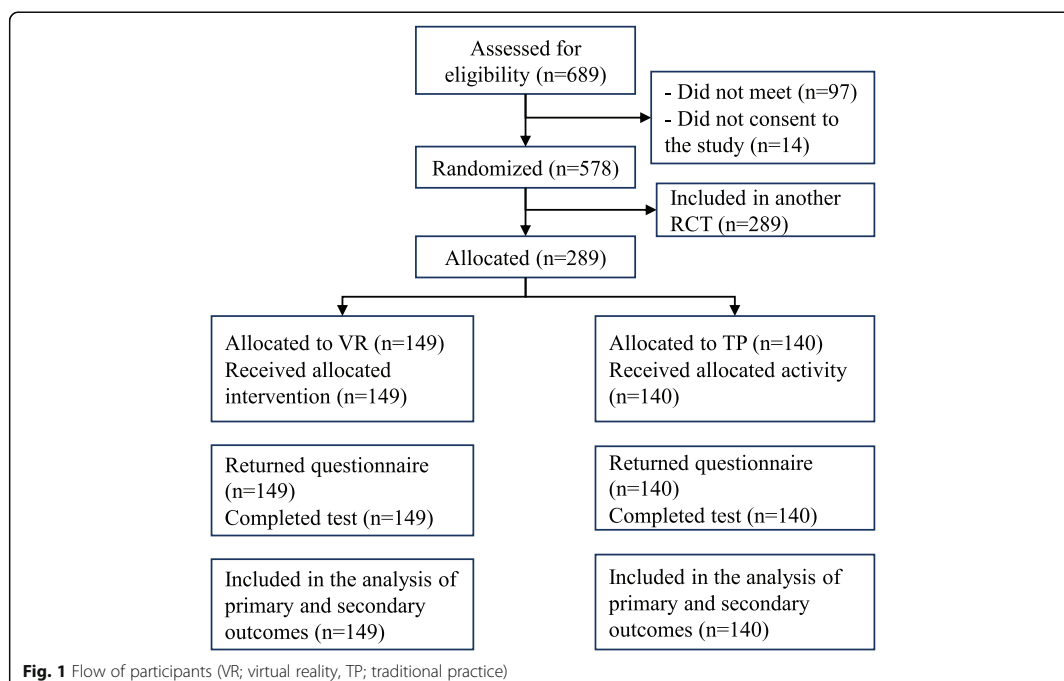 Assessed for
eligibility (n=689)
- Did not meet (n=97)
- Did not consent to
the study (n=14)
Randomized (n=578)
Included in another
RCT (n=289)
Allocated (n=289)
Allocated to VR (n=149)
Received allocated
intervention (n=149)
Allocated to TP (n=140)
Received allocated activity
(n=140)
Returned questionnaire
(n=149)
Completed test (n=149)
Returned questionnaire
(n=140)
Completed test (n=140)
Included in the analysis of
primary and secondary
outcomes (n=149)
Included in the analysis of
primary and secondary
outcomes (n=140)
Fig. 1 Flow of participants (VR; virtual reality, TP; traditional practice)